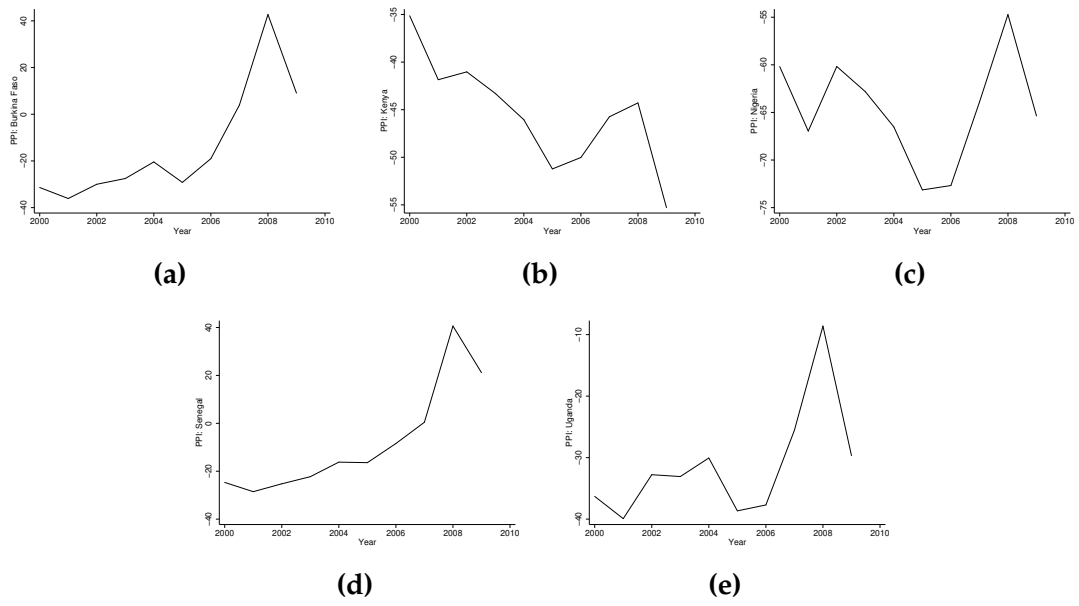 PPI: Burkina Faso
40
20
0
−20
−40
2000 2002 2004 2006 2008 2010
Year
(a)
PPI: Kenya
−35
−40
−45
−50
−55
2000 2002 2004 2006 2008 2010
Year
(b)
PPI: Nigeria
−55
−60
−65
−70
−75
2000 2002 2004 2006 2008 2010
Year
(c)
PPI: Senegal
40
20
0
−20
−40
2000 2002 2004 2006 2008 2010
Year
(d)
PPI: Uganda
−10
−20
−30
−40
2000 2002 2004 2006 2008 2010
Year
(e)